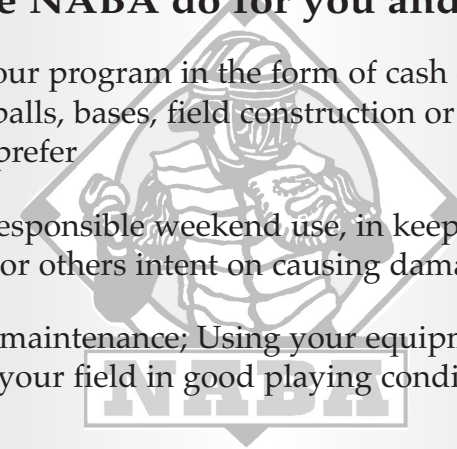 e NABA do for you and
our program in the form of cash
balls, bases, field construction or
prefer
esponsible weekend use, in keep
or others intent on causing dama
maintenance; Using your equipm
your field in good playing condi
NABA